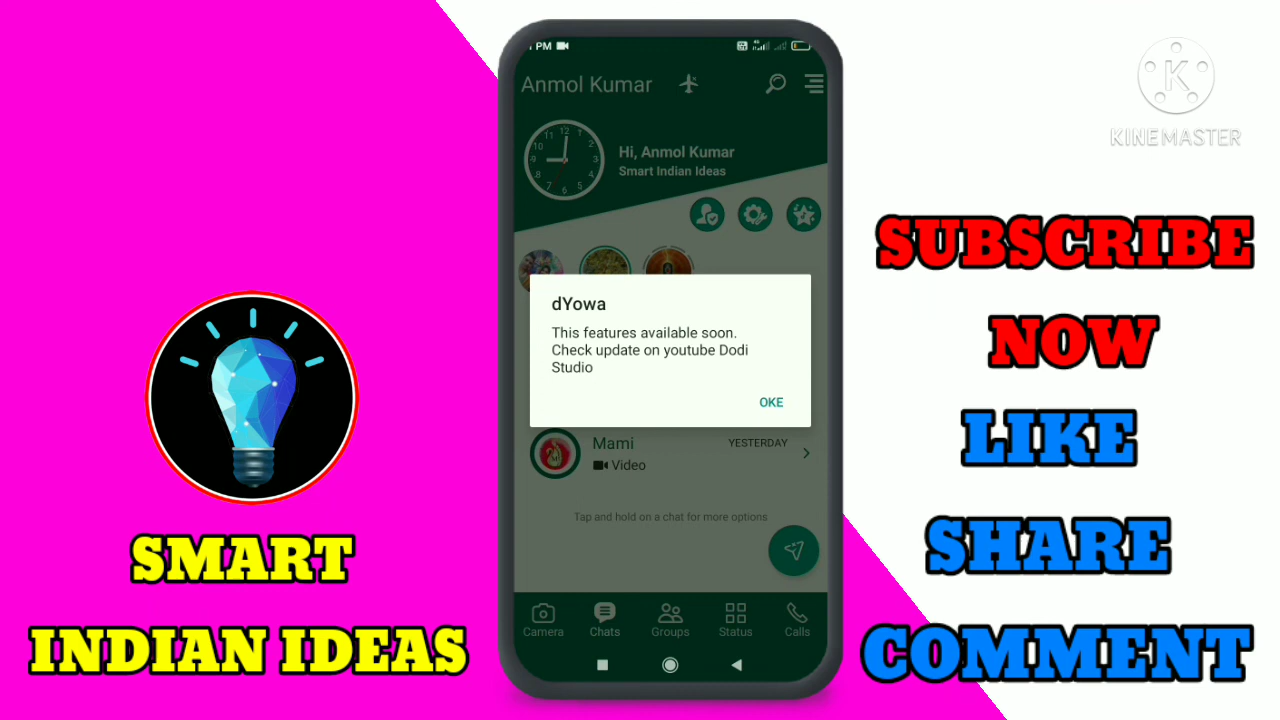 1 PM
Anmol Kumar
Hi, Anmol Kumar
Smart Indian Ideas
dYowa
This features available soon.
Check update on youtube Dodi
Studio
OKE
Mami
YESTERDAY
Video
Tap and hold on a chat for more options
Camera
Chats
Groups
Status
Calls
SMART
INDIAN IDEAS
K
KINEMASTER
SUBSCRIBE
NOW
LIKE
SHARE
COMMENT